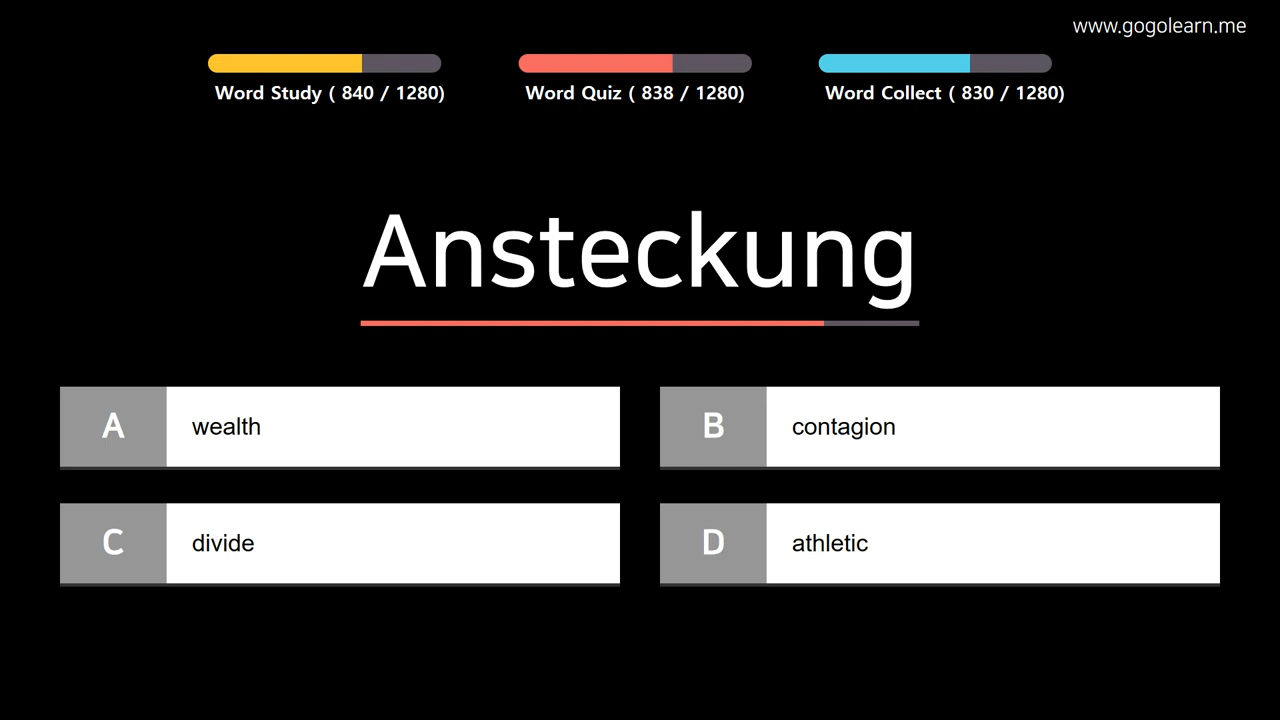 www.gogolearn.me
Word Study ( 840 / 1280)
Word Quiz ( 838 / 1280)
Word Collect ( 830 / 1280)
Ansteckung
A wealth
B contagion
C divide
D athletic